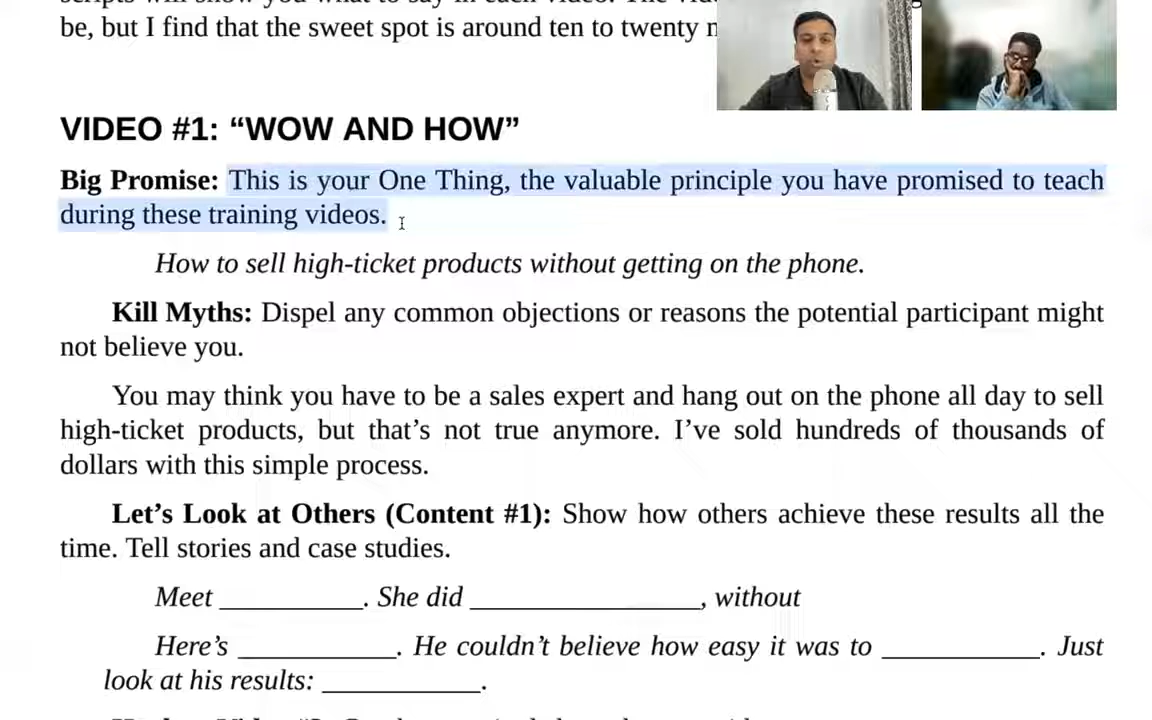 be, but I find that the sweet spot is around ten to twenty
VIDEO #1: “WOW AND HOW”
Big Promise: This is your One Thing, the valuable principle you have promised to teach
during these training videos.
How to sell high-ticket products without getting on the phone.
Kill Myths: Dispel any common objections or reasons the potential participant might
not believe you.
You may think you have to be a sales expert and hang out on the phone all day to sell
high-ticket products, but that’s not true anymore. I’ve sold hundreds of thousands of
dollars with this simple process.
Let’s Look at Others (Content #1): Show how others achieve these results all the
time. Tell stories and case studies.
Meet __________. She did ________________, without
Here’s ___________. He couldn’t believe how easy it was to ___________. Just
look at his results: ___________.